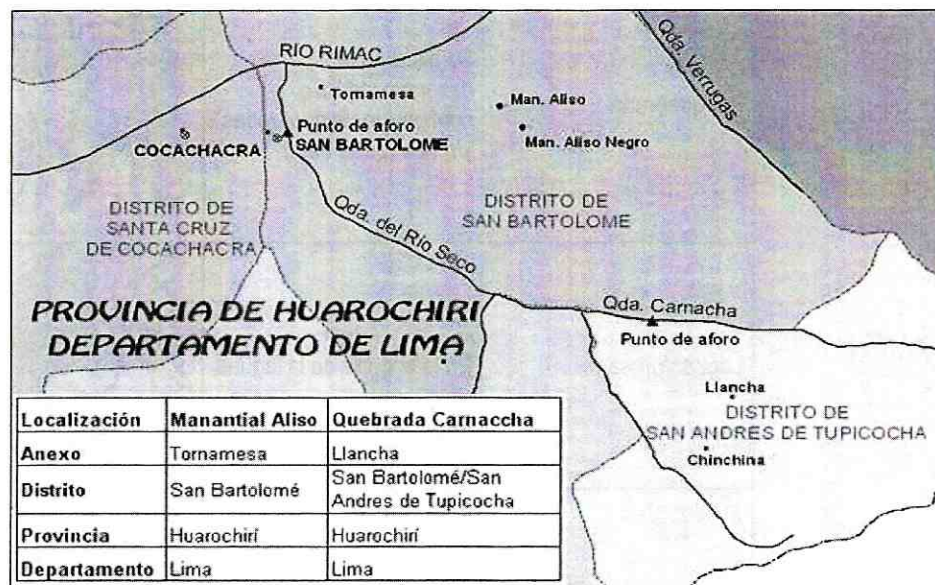 RIO RIMAC
Qda. Verrugas
Tornamesa
Man. Aliso
Punto de aforo
COCACHACRA
SAN BARTOLOME
Man. Aliso Negro
DISTRITO DE
SANTA CRUZ
DE COCACHACRA
DISTRITO DE
SAN BARTOLOME
Qda. del Río Seco
PROVINCIA DE HUAROCHIRI
DEPARTAMENTO DE LIMA
Qda. Carnacha
Punto de aforo
Llancha
DISTRITO DE
SAN ANDRES DE TUPICOCHA
Chinchina
Localización Manantial Aliso Quebrada Carnaccha
Anexo Tornamesa Llancha
Distrito San Bartolomé San Bartolomé/San
Andres de Tupicocha
Provincia Huarochirí Huarochirí
Departamento Lima Lima